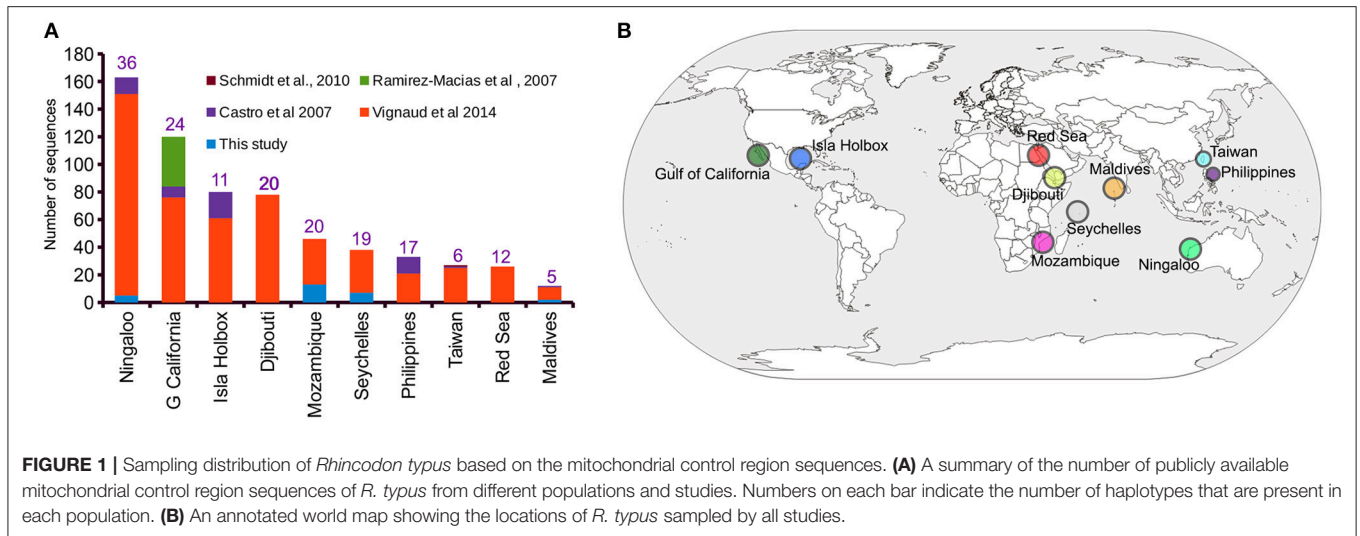 A
180
160
140
120
100
80
60
40
20
0
Number of sequences
36
24
11
20
20
19
17
6
12
5
Schmidt et al., 2010
Ramirez-Macias et al , 2007
Castro et al 2007
Vignaud et al 2014
This study
Ningaloo
G California
Isla Holbox
Djibouti
Mozambique
Seychelles
Philippines
Taiwan
Red Sea
Maldives
B
Red Sea
Isla Holbox
Gulf of California
Taiwan
Maldives
Philippines
Djibouti
Seychelles
Mozambique
Ningaloo
FIGURE 1 | Sampling distribution of Rhincodon typus based on the mitochondrial control region sequences. (A) A summary of the number of publicly available
mitochondrial control region sequences of R. typus from different populations and studies. Numbers on each bar indicate the number of haplotypes that are present in
each population. (B) An annotated world map showing the locations of R. typus sampled by all studies.